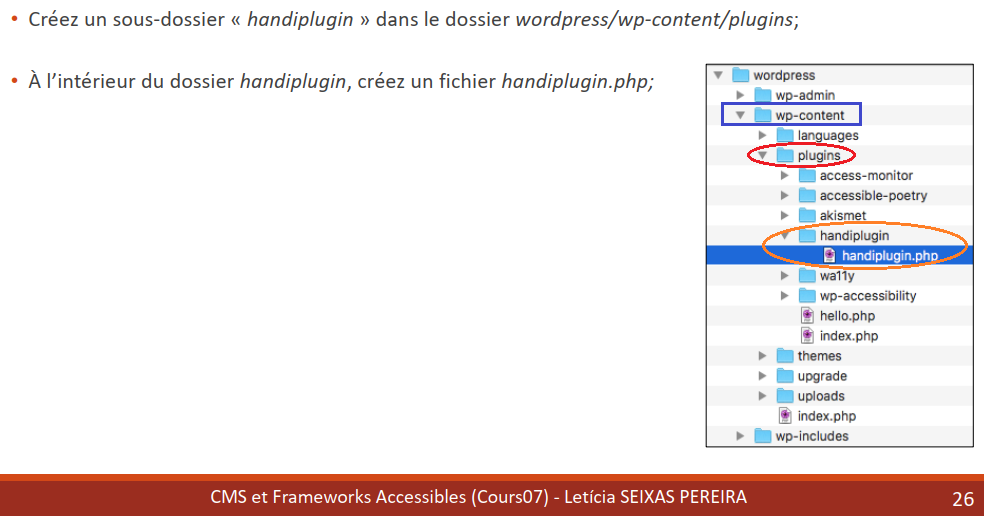 • Créez un sous-dossier « handiplugin » dans le dossier wordpress/wp-content/plugins;
• À l’intérieur du dossier handiplugin, créez un fichier handiplugin.php;
wordpress
wp-admin
wp-content
languages
plugins
access-monitor
accessible-poetry
akismet
handiplugin
handiplugin.php
wa11y
wp-accessibility
hello.php
index.php
themes
upgrade
uploads
index.php
wp-includes
CMS et Frameworks Accessibles (Cours07) - Letícia SEIXAS PEREIRA
26